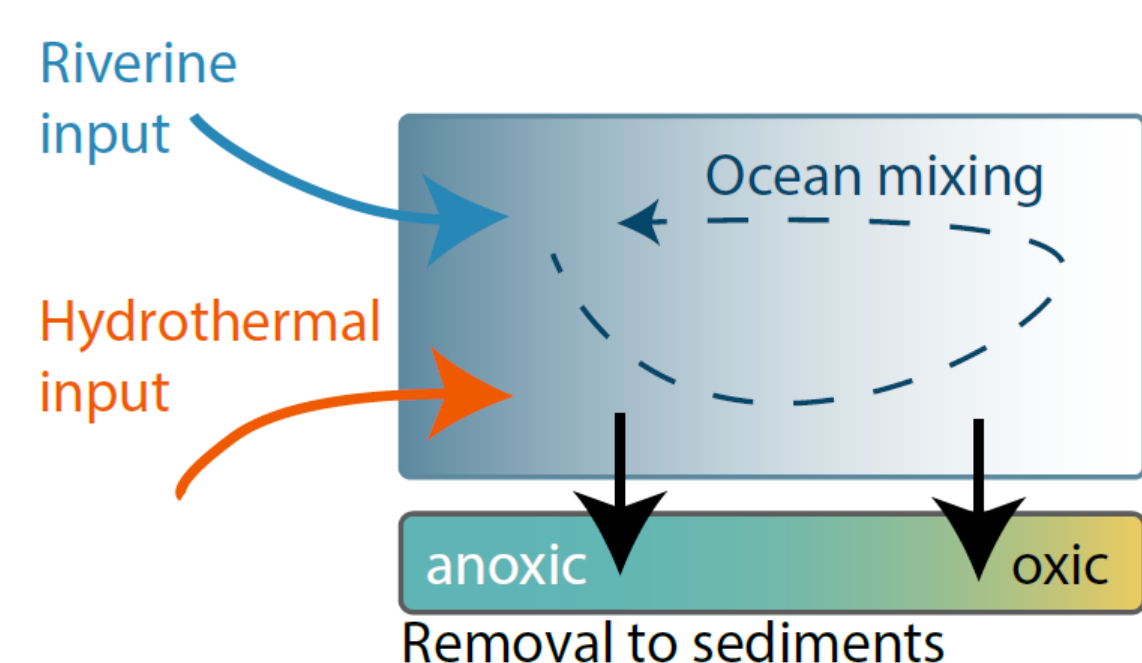 Riverine
input
Ocean mixing
Hydrothermal
input
anoxic
oxic
Removal to sediments